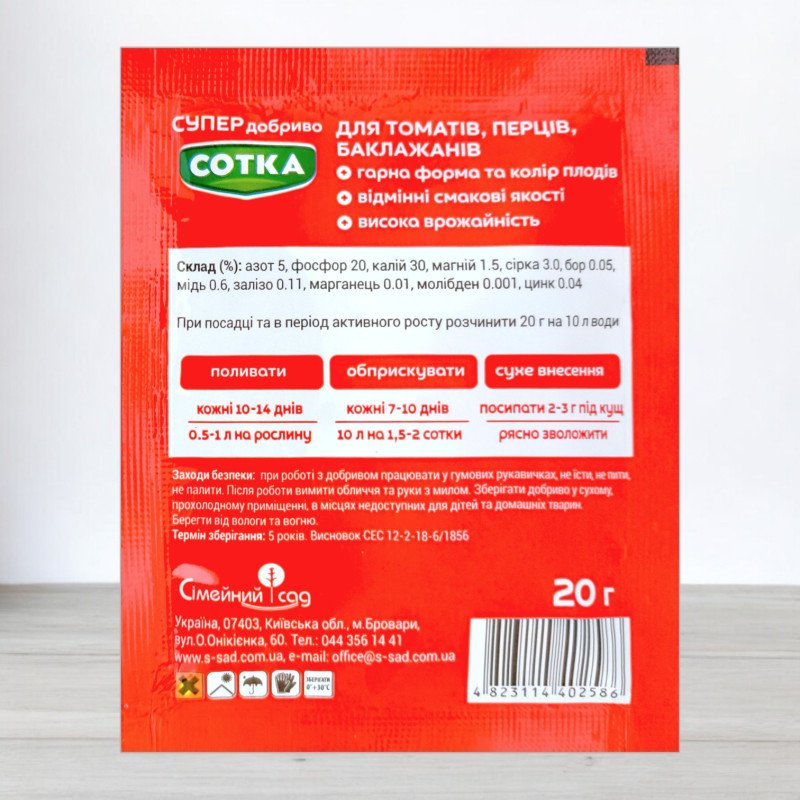 СУПЕР добриво
СОТКА
ДЛЯ ТОМАТІВ, ПЕРЦІВ,
БАКЛАЖАНІВ
гарна форма та колір плодів
відмінні смакові якості
висока врожайність
Склад (%): азот 5, фосфор 20, калій 30, магній 1.5, сірка 3.0, бор 0.05,
мідь 0.6, залізо 0.11, марганець 0.01, молібден 0.001, цинк 0.04
При посадці та в період активного росту розчинити 20 г на 10 л води
поливати
кожні 10-14 днів
0.5-1 л на рослину
обприскувати
кожні 7-10 днів
10 л на 1,5-2 сотки
сухе внесення
посипати 2-3 г під кущ
рясно зволожити
Заходи безпеки: при роботі з добривом працювати у гумових рукавичках, не їсти, не пити,
не палити. Після роботи вимити обличчя та руки з милом. Зберігати добриво у сухому,
прохолодному приміщенні, в місцях недоступних для дітей та домашніх тварин.
Берегти від вологи та вогню.
Термін зберігання: 5 років. Висновок СЕС 12-2-18-6/1856
Сімейний сад
20 г
Україна, 07403, Київська обл., м.Бровари,
вул.О.Онікієнка, 60. Тел.: 044 356 14 41
www.s-sad.com.ua, e-mail: office@s-sad.com.ua
ЗБЕРІГАТИ
0°+30°C
4 823114 402586